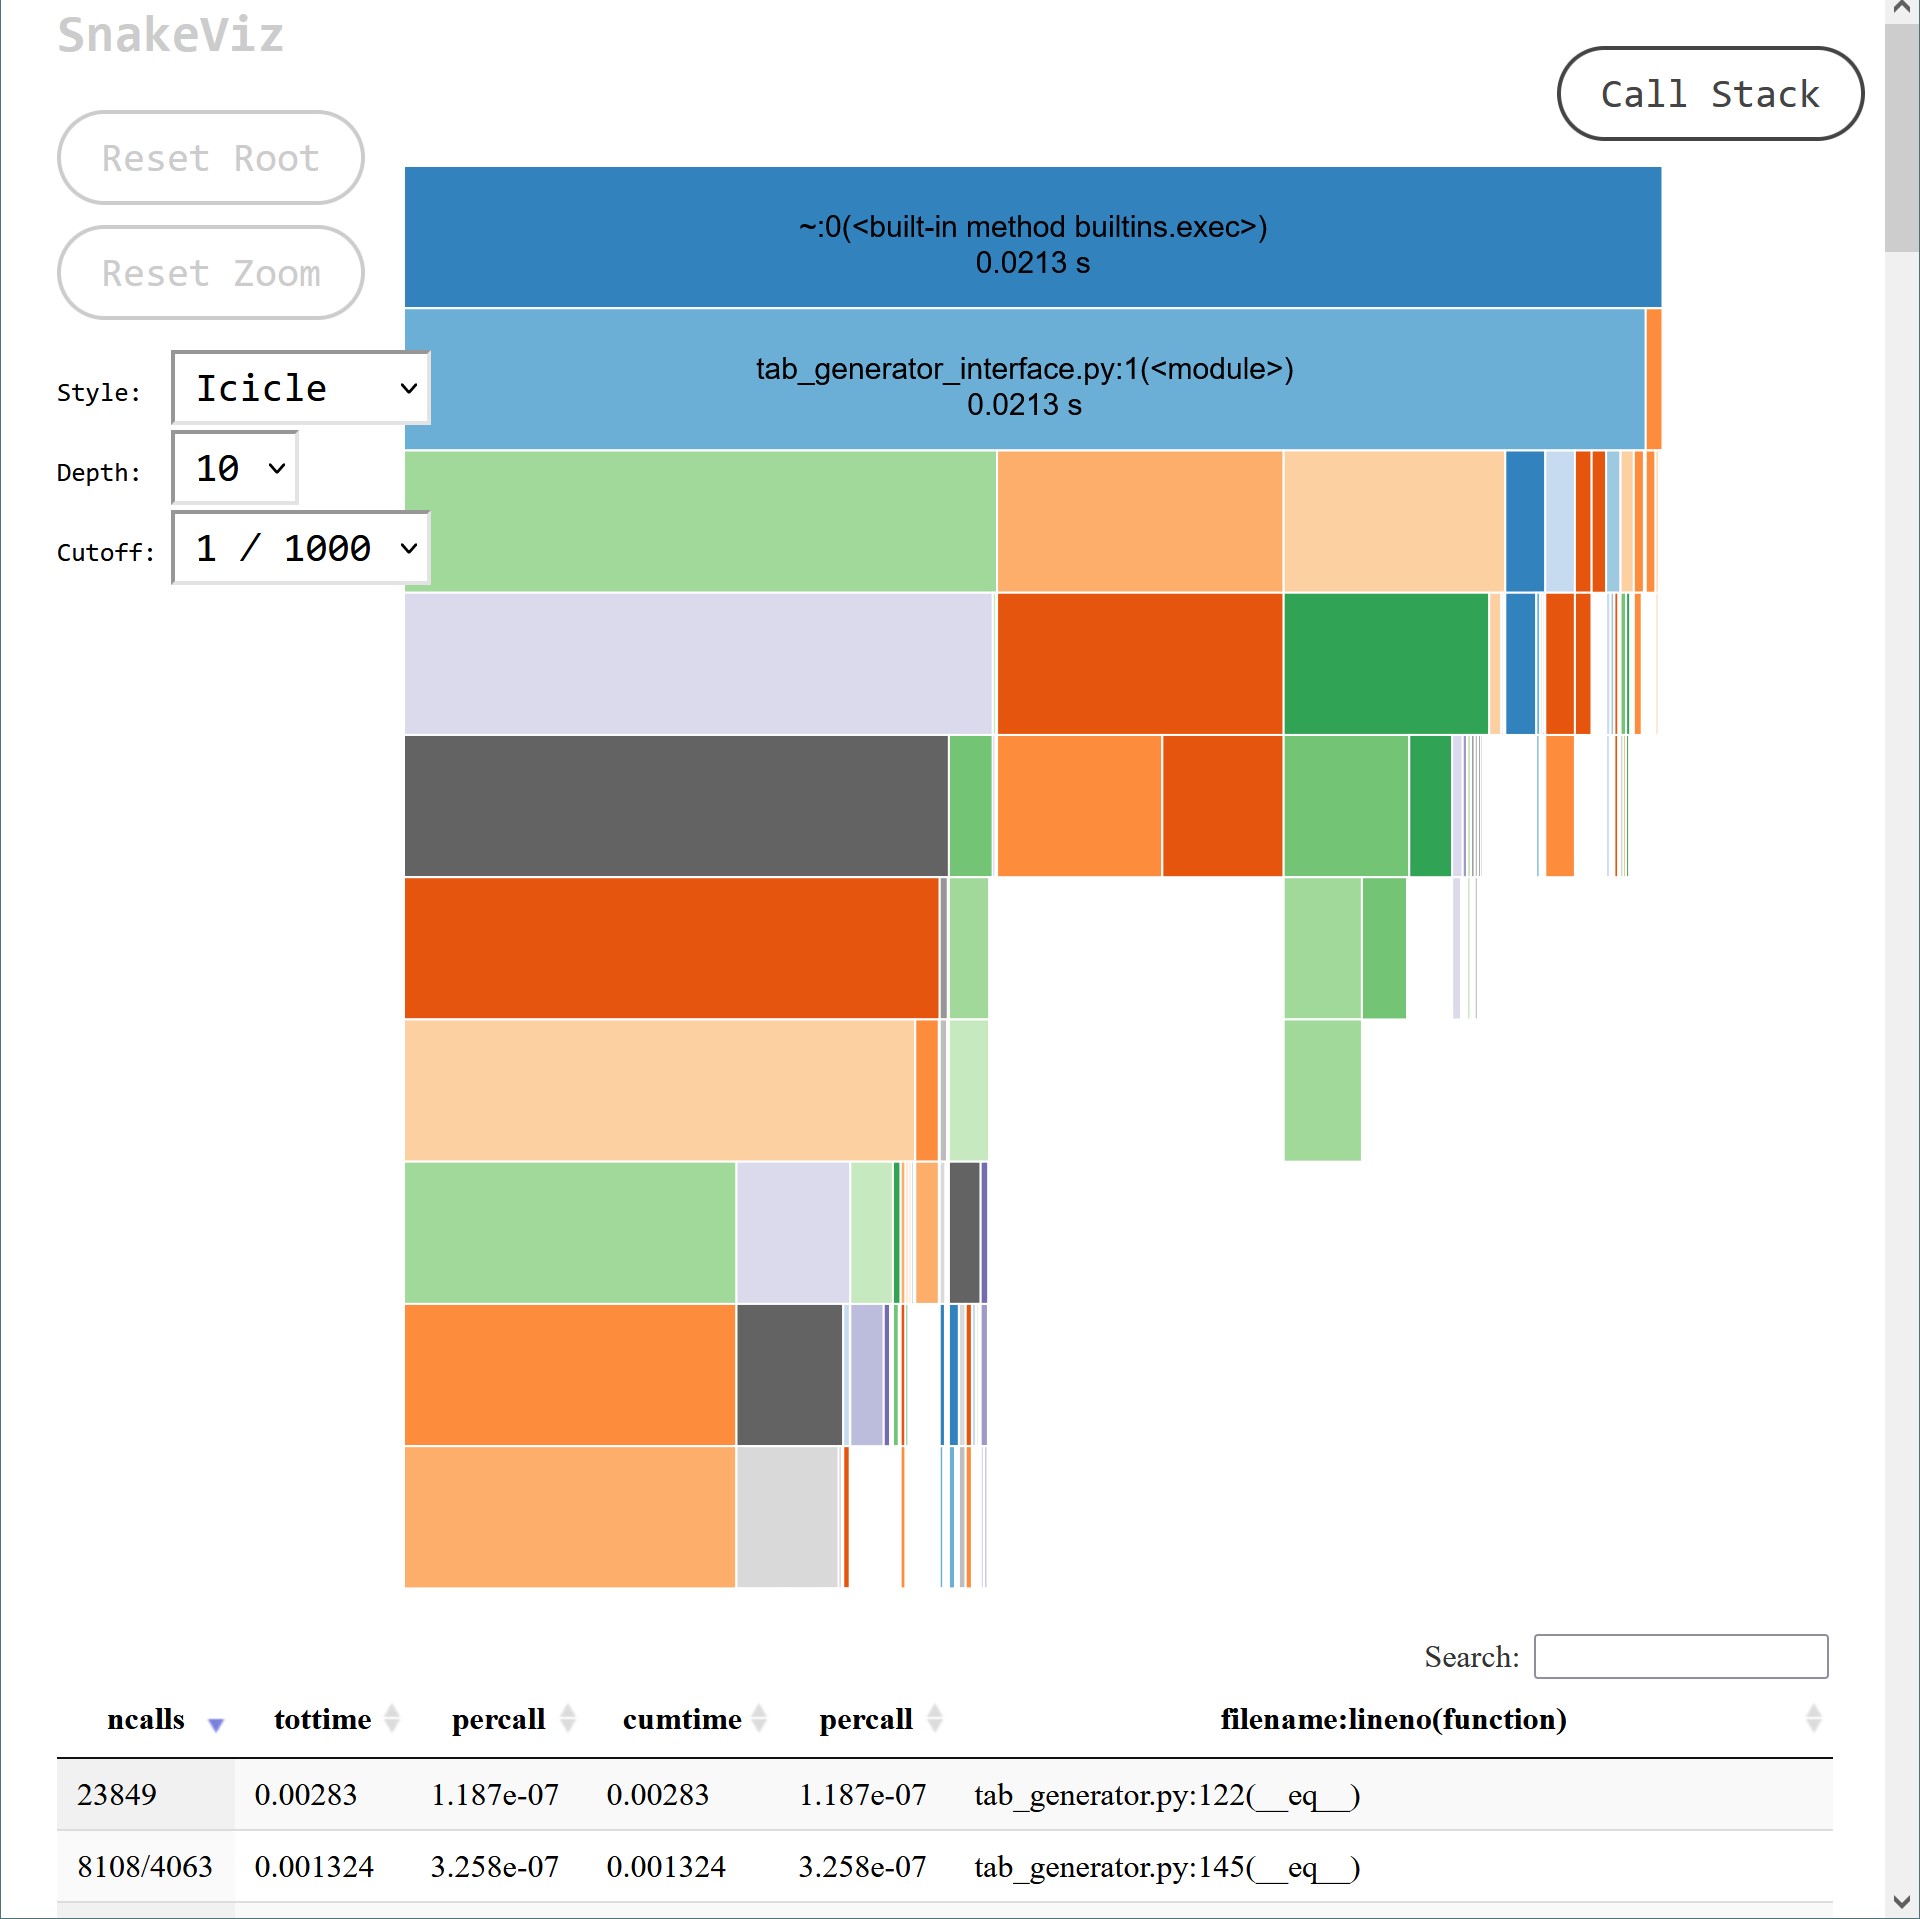 SnakeViz
Call Stack
Reset Root
Reset Zoom
Style: Icicle
Depth: 10
Cutoff: 1 / 1000
~:0(<built-in method builtins.exec>)
0.0213 s
tab_generator_interface.py:1(<module>)
0.0213 s
Search:
ncalls tottime percall cumtime percall filename:lineno(function)
23849 0.00283 1.187e-07 0.00283 1.187e-07 tab_generator.py:122(__eq__)
8108/4063 0.001324 3.258e-07 0.001324 3.258e-07 tab_generator.py:145(__eq__)